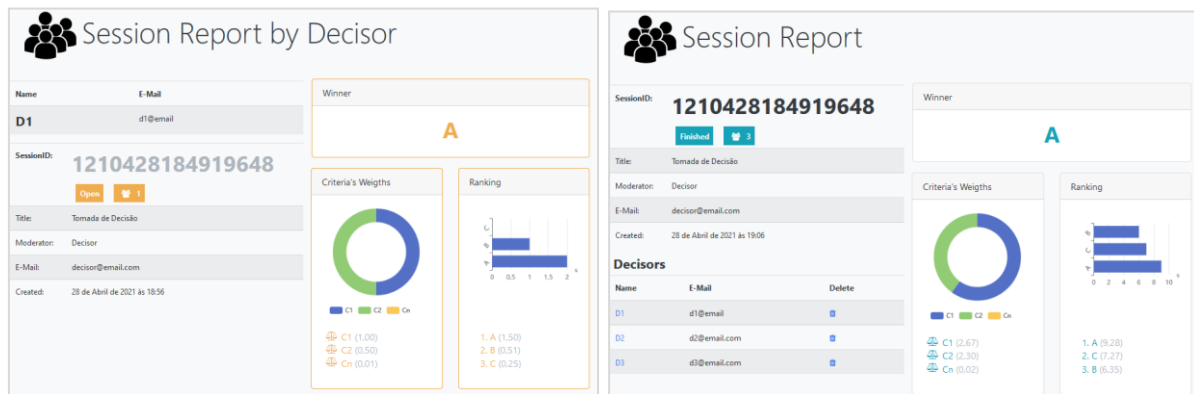 Session Report by Decisor
Name E-Mail
D1 d1@email
SessionID: 1210428184919648
Open 1
Title: Tomada de Decisão
Moderator: Decisor
E-Mail: decisor@email.com
Created: 28 de Abril de 2021 às 18:56
Winner
A
Criteria's Weigths
C1 C2 Cn
C1 (1,00)
C2 (0,50)
Cn (0,01)
Ranking
C
B
A
0 0,5 1 1,5 2
1. A (1,50)
2. B (0,51)
3. C (0,25)
Session Report
SessionID: 1210428184919648
Finished 3
Title: Tomada de Decisão
Moderator: Decisor
E-Mail: decisor@email.com
Created: 28 de Abril de 2021 às 19:06
Decisors
Name E-Mail Delete
D1 d1@email
D2 d2@email.com
D3 d3@email.com
Winner
A
Criteria's Weigths
C1 C2 Cn
C1 (2,67)
C2 (2,30)
Cn (0,02)
Ranking
B
C
A
0 2 4 6 8 10
1. A (9,28)
2. C (7,27)
3. B (6,35)